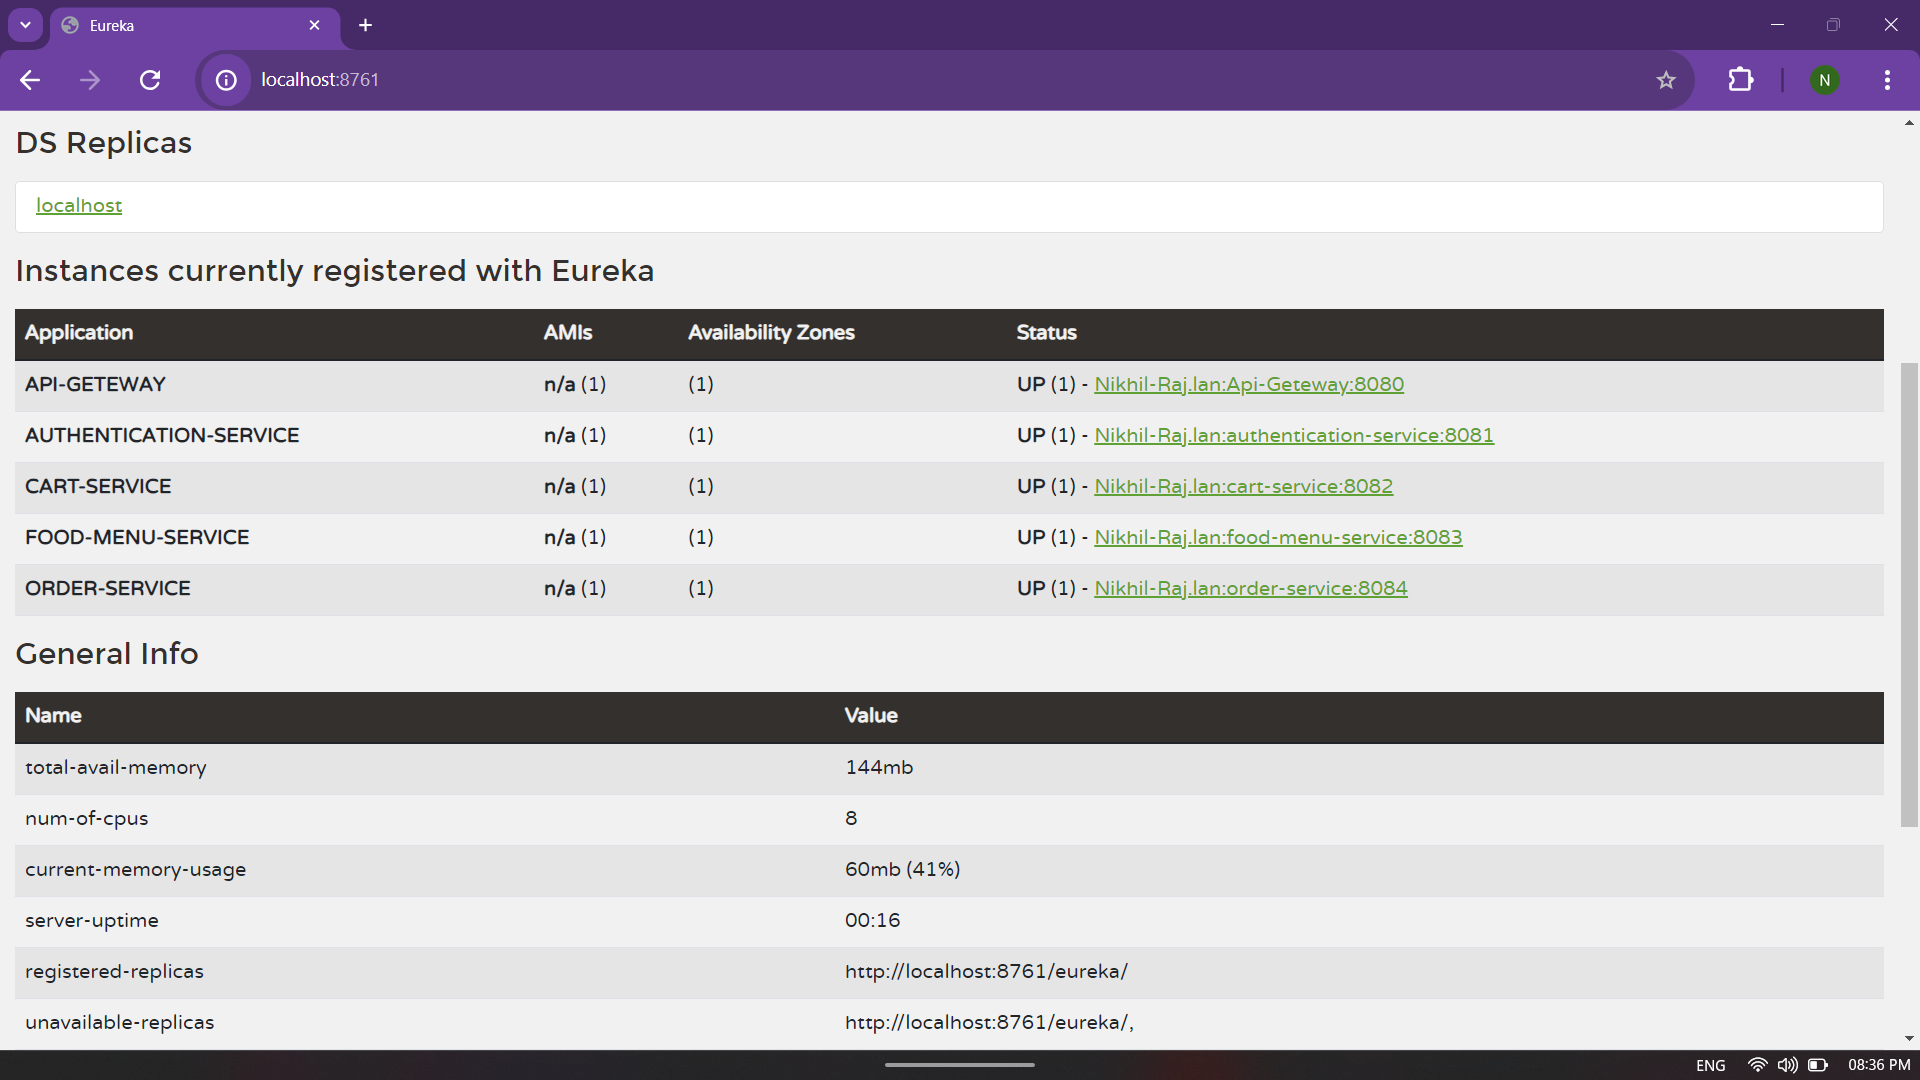 Eureka
localhost:8761
N
DS Replicas
localhost
Instances currently registered with Eureka
Application AMIs Availability Zones Status
API-GETEWAY n/a (1) (1) UP (1) - Nikhil-Raj.lan:Api-Geteway:8080
AUTHENTICATION-SERVICE n/a (1) (1) UP (1) - Nikhil-Raj.lan:authentication-service:8081
CART-SERVICE n/a (1) (1) UP (1) - Nikhil-Raj.lan:cart-service:8082
FOOD-MENU-SERVICE n/a (1) (1) UP (1) - Nikhil-Raj.lan:food-menu-service:8083
ORDER-SERVICE n/a (1) (1) UP (1) - Nikhil-Raj.lan:order-service:8084
General Info
Name Value
total-avail-memory 144mb
num-of-cpus 8
current-memory-usage 60mb (41%)
server-uptime 00:16
registered-replicas http://localhost:8761/eureka/
unavailable-replicas http://localhost:8761/eureka/,
ENG 08:36 PM